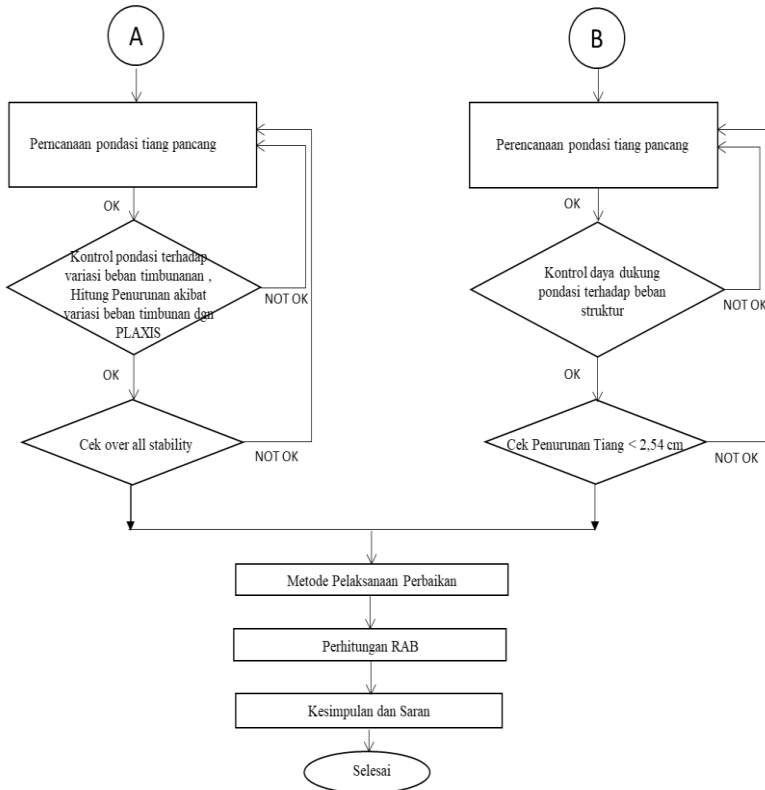 A
Perncanaan pondasi tiang pancang
OK
Kontrol pondasi terhadap
variasi beban timbunanan ,
Hitung Penurunan akibat
variasi beban timbunan dgn
PLAXIS
NOT OK
OK
Cek over all stability
NOT OK
B
Perencanaan pondasi tiang pancang
OK
Kontrol daya dukung
pondasi terhadap beban
struktur
NOT OK
OK
Cek Penurunan Tiang < 2,54 cm
NOT OK
Metode Pelaksanaan Perbaikan
Perhitungan RAB
Kesimpulan dan Saran
Selesai